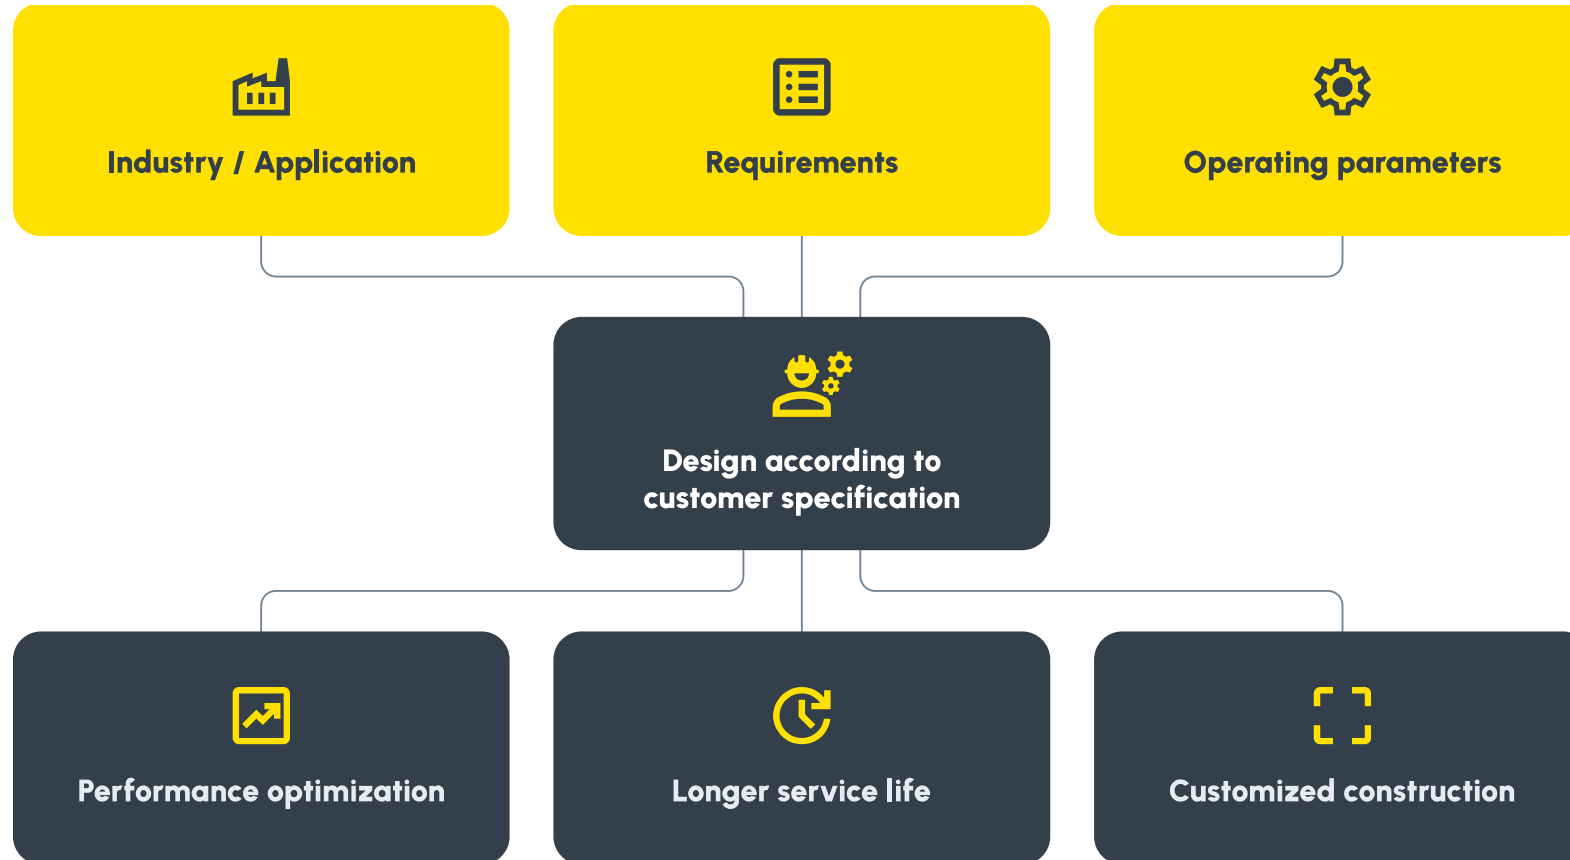 Industry / Application
Requirements
Operating parameters
Design according to
customer specification
Performance optimization
Longer service life
Customized construction